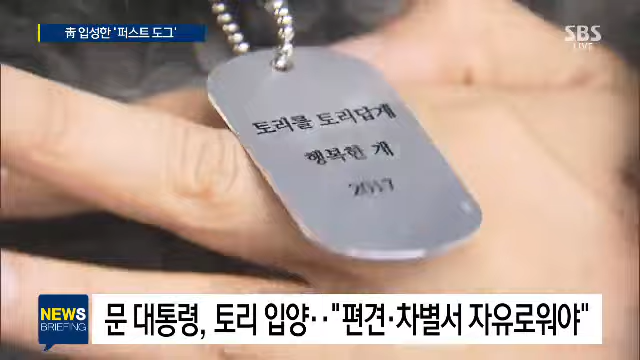 靑 입성한 '퍼스트 도그'
SBS
LIVE
토리를 토리답게
행복한 개
2017
NEWS
BRIEFING
문 대통령, 토리 입양‥"편견·차별서 자유로워야"